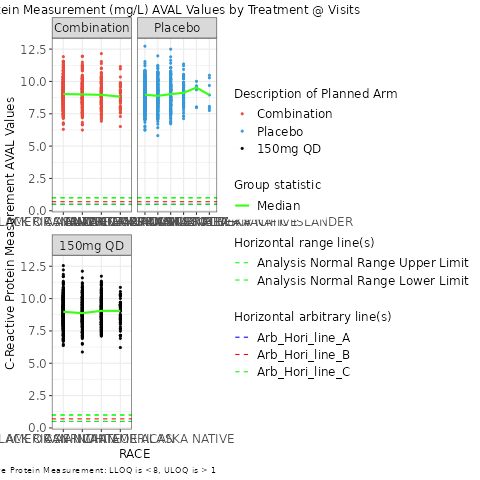 Measurement (mg/L) AVAL Values by Treatment @ Visits
Combination
Placebo
12.5
10.0
7.5
5.0
2.5
0.0
ISLANDER
150mg QD
12.5
10.0
7.5
5.0
2.5
0.0
ALASKA NATIVE
RACE
C-Reactive Protein Measurement AVAL Values
Description of Planned Arm
Combination
Placebo
150mg QD
Group statistic
Median
Horizontal range line(s)
Analysis Normal Range Upper Limit
Analysis Normal Range Lower Limit
Horizontal arbitrary line(s)
Arb_Hori_line_A
Arb_Hori_line_B
Arb_Hori_line_C
Protein Measurement: LLOQ is <8, ULOQ is > 1